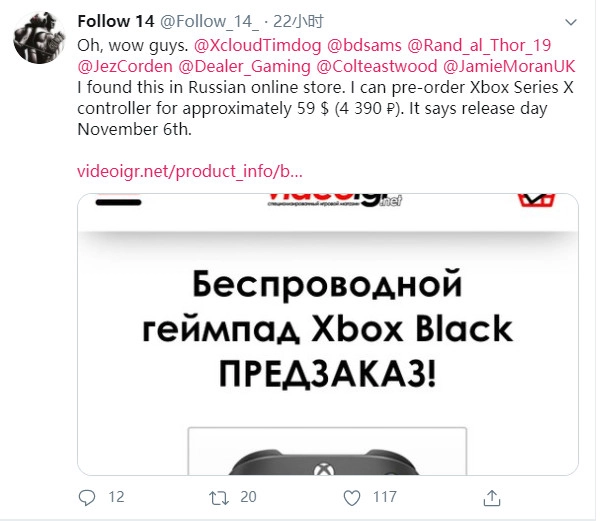 Follow 14 @Follow_14_ · 22小时
Oh, wow guys. @XcloudTimdog @bdsams @Rand_al_Thor_19
@JezCorden @Dealer_Gaming @Colteastwood @JamieMoranUK
I found this in Russian online store. I can pre-order Xbox Series X
controller for approximately 59 $ (4 390 ₽). It says release day
November 6th.
videoigr.net/product_info/b...
videoigr.net
специализированный игровой магазин
Беспроводной
геймпад Xbox Black
ПРЕДЗАКАЗ!
12 20 117